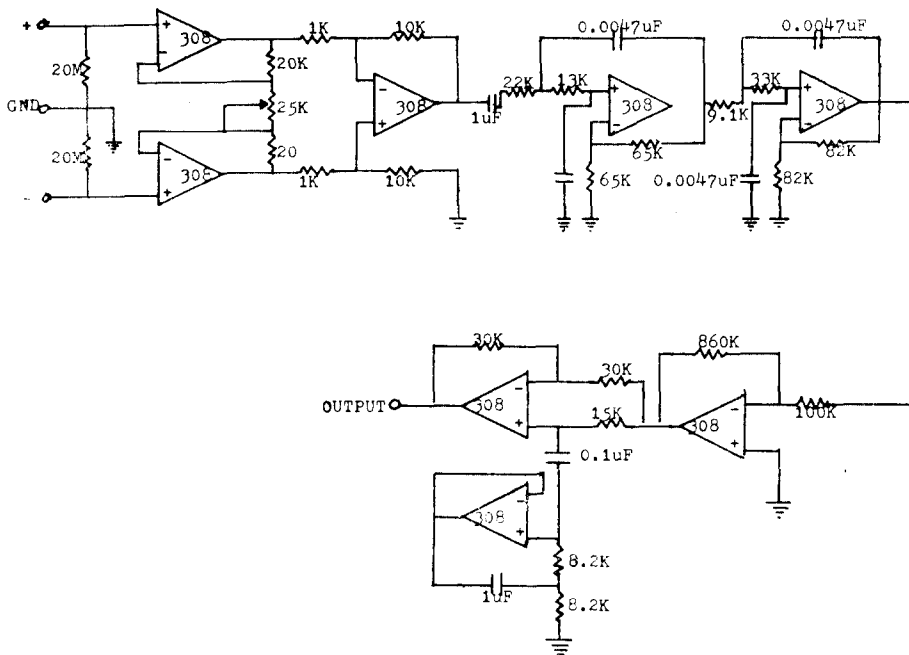 +
+
-
308
20M
20K
1K
10K
GND
25K
-
+
308
1uF
20M
-
+
308
20
1K
10K
-
22K
13K
0.0047uF
+
-
308
65K
65K
9.1K
33K
0.0047uF
+
-
308
82K
82K
0.0047uF
30K
860K
OUTPUT
308
-
+
30K
15K
308
-
+
100K
0.1uF
308
-
+
8.2K
1uF
8.2K